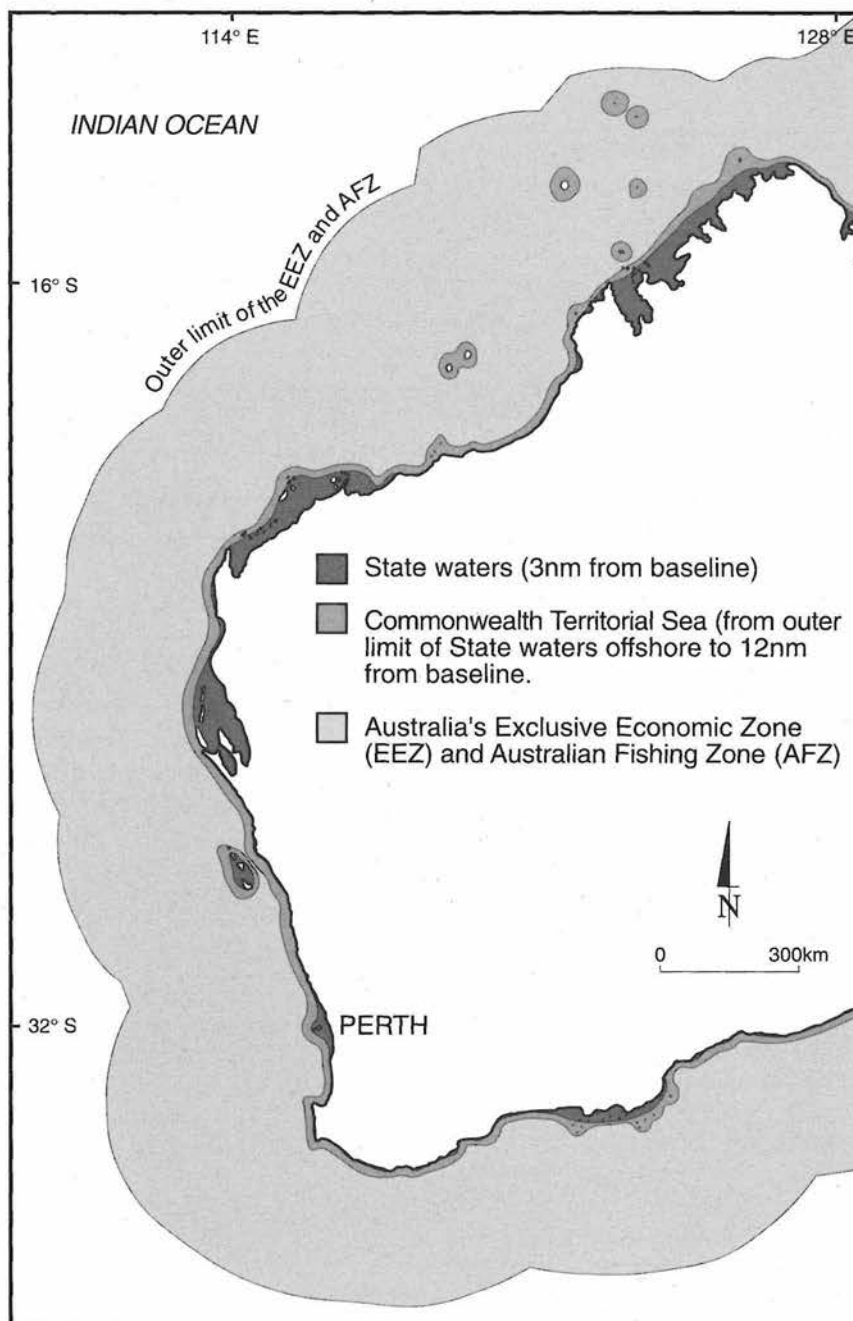 114° E
128° E
INDIAN OCEAN
Outer limit of the EEZ and AFZ
16° S
State waters (3nm from baseline)
Commonwealth Territorial Sea (from outer
limit of State waters offshore to 12nm
from baseline.
Australia's Exclusive Economic Zone
(EEZ) and Australian Fishing Zone (AFZ)
N
0
300km
32° S
PERTH